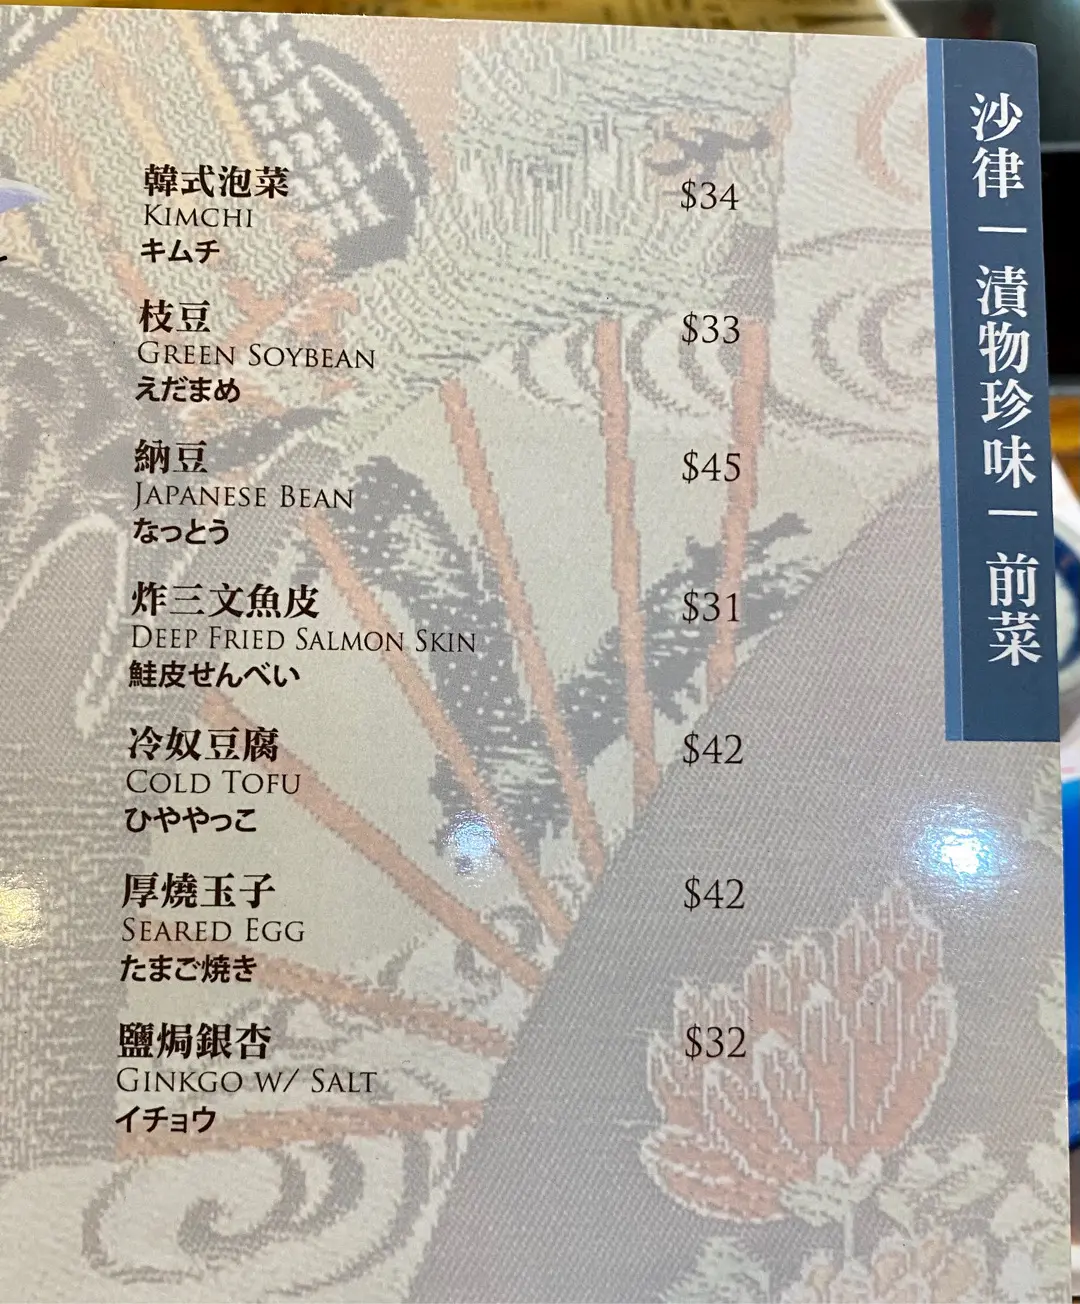 韓式泡菜
KIMCHI
キムチ
$34
枝豆
GREEN SOYBEAN
えだまめ
$33
納豆
JAPANESE BEAN
なっとう
$45
炸三文魚皮
DEEP FRIED SALMON SKIN
鮭皮せんべい
$31
冷奴豆腐
COLD TOFU
ひややっこ
$42
厚燒玉子
SEARED EGG
たまご焼き
$42
鹽焗銀杏
GINKGO W/ SALT
イチョウ
$32
沙律｜漬物珍味｜前菜